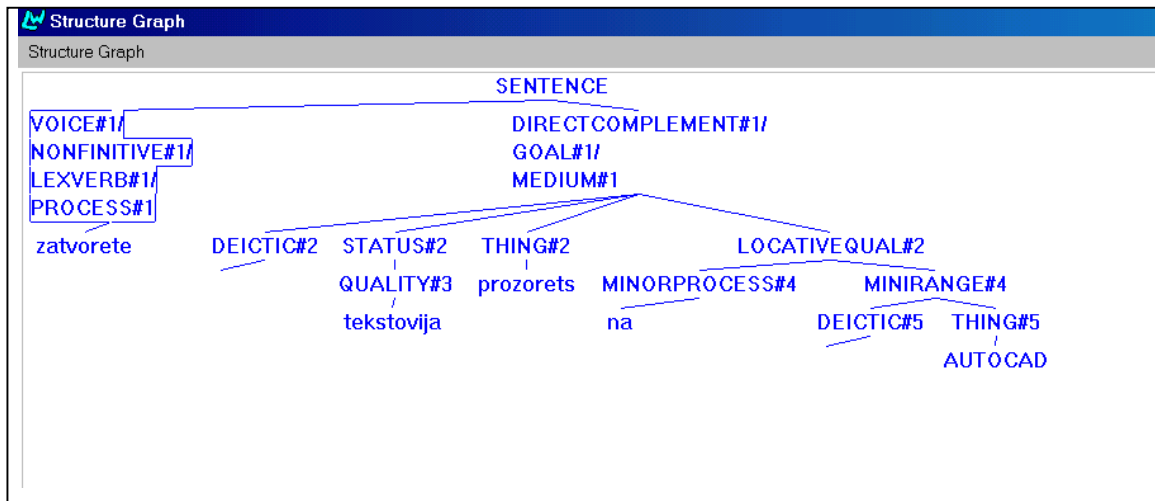 Structure Graph
Structure Graph
SENTENCE
VOICE#1/ DIRECTCOMPLEMENT#1/
NONFINITIVE#1/ GOAL#1/
LEXVERB#1/ MEDIUM#1
PROCESS#1
zatvorete DEICTIC#2 STATUS#2 THING#2 LOCATIVEQUAL#2
QUALITY#3 prozorets MINORPROCESS#4 MINIRANGE#4
tekstovija na DEICTIC#5 THING#5
AUTOCAD